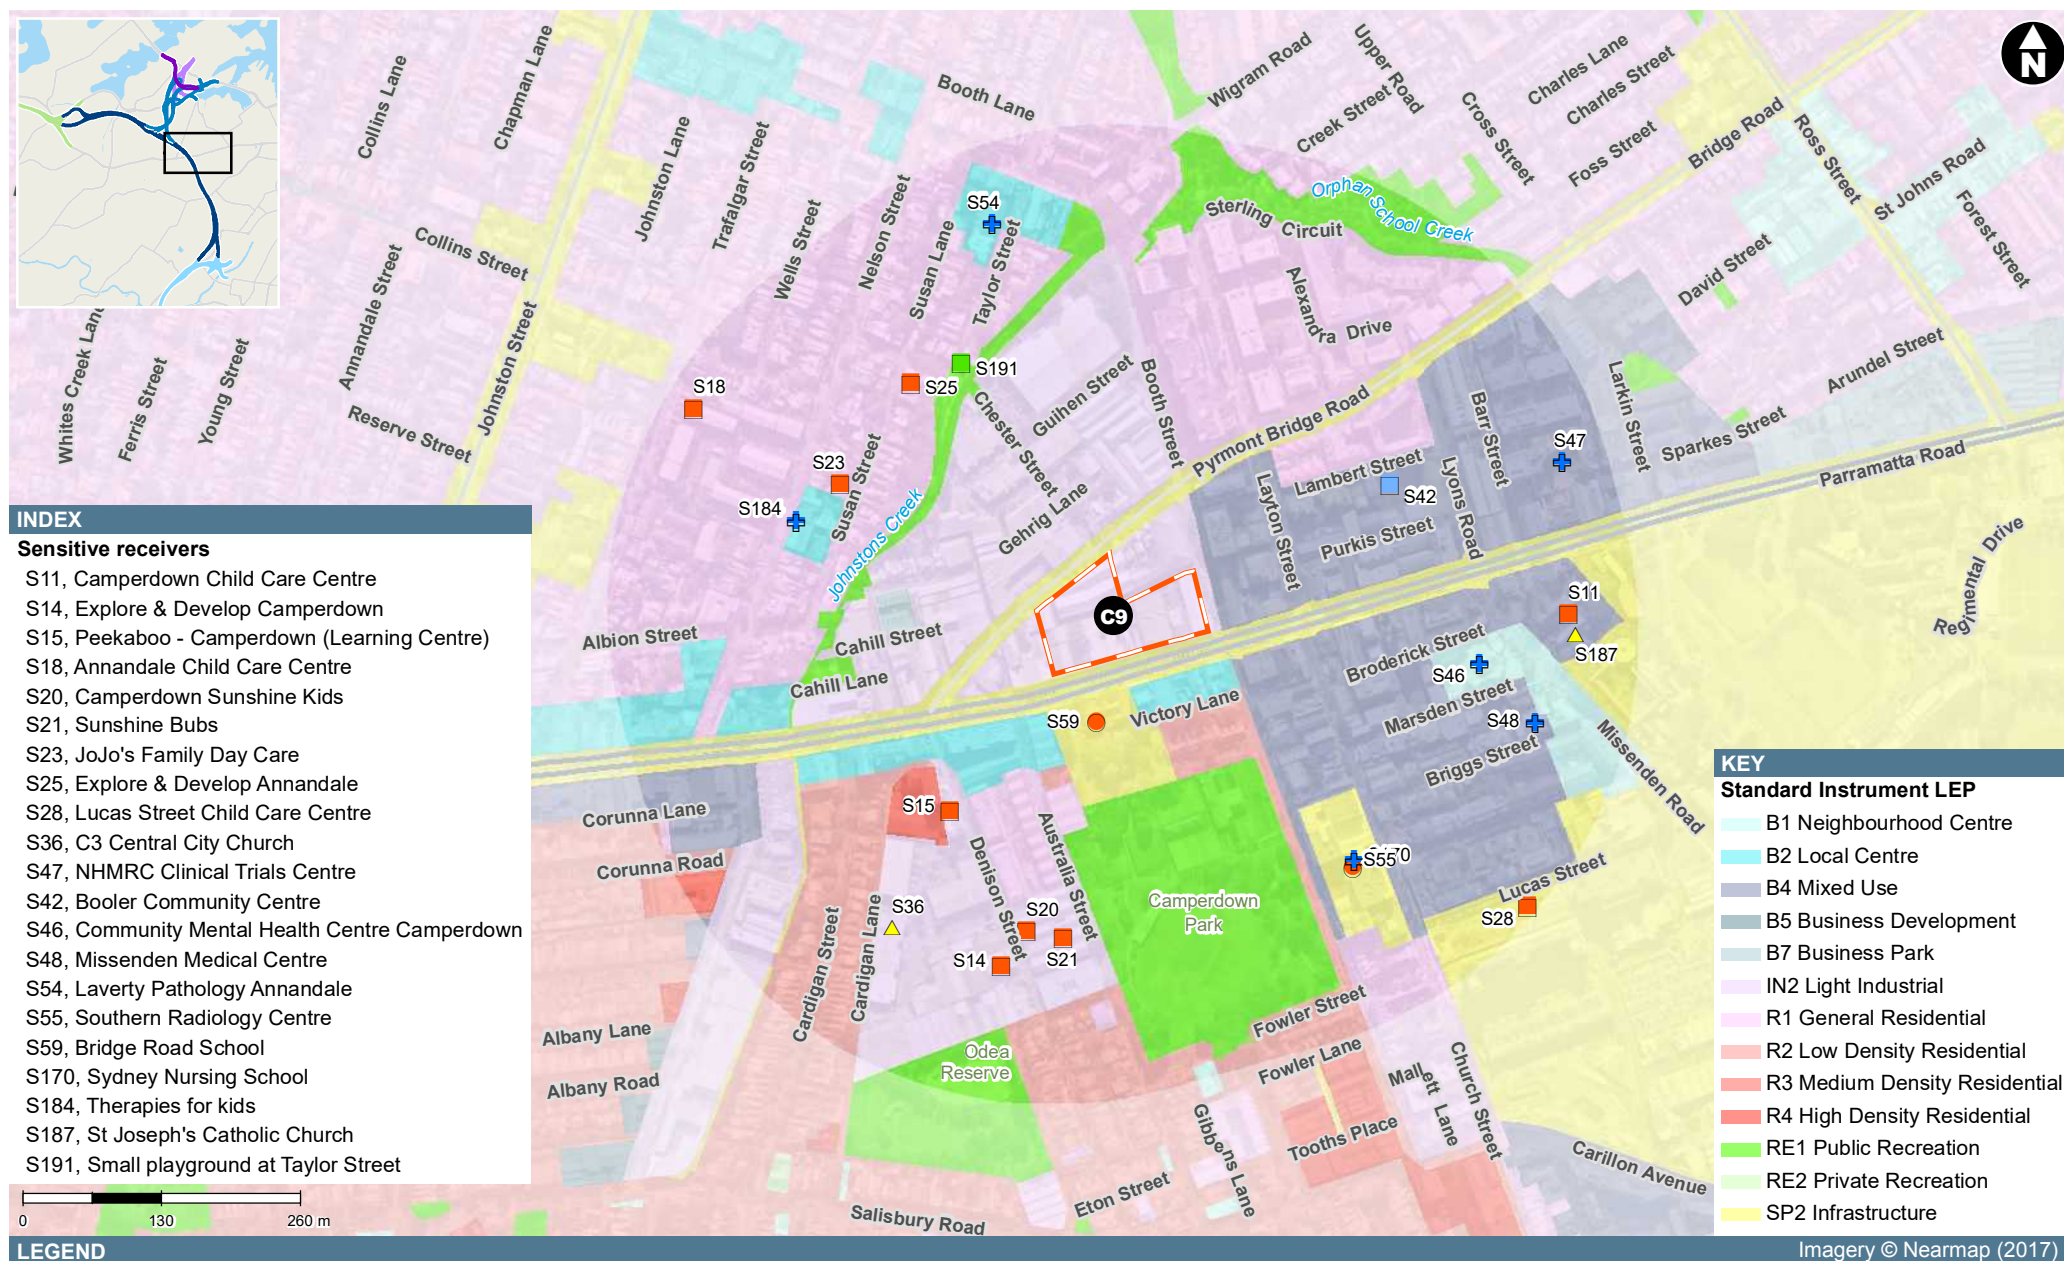 Collins Lane
Chapman Lane
Booth Lane
Wigram Road
Upper Road
Charles Lane
Charles Street
Creek Street
Cross Street
Foss Street
Bridge Road
Ross Street
St Johns Road
Forest Street
N
Johnston Lane
Trafalgar Street
Wells Street
Nelson Street
Susan Lane
S54
Taylor Street
Sterling Circuit
Orphan School Creek
David Street
Collins Street
Annandale Street
Johnston Street
Alexandra Drive
Whites Creek Lane
Ferris Street
Young Street
Reserve Street
S18
S25
S191
Guihen Street
Booth Street
Chester Street
Pyrmont Bridge Road
Barr Street
Larkin Street
Arundel Street
Sparkes Street
Parramatta Road
S23
S184
Susan Street
Johnstons Creek
Gehrig Lane
Layton Street
Lambert Street
S42
Lyons Road
S47
Purkis Street
Regimental Drive
C9
Albion Street
Cahill Street
Cahill Lane
S11
S187
Broderick Street
S46
Marsden Street
S48
Briggs Street
Missenden Road
S59
Victory Lane
Corunna Lane
Corunna Road
S15
Denison Street
Australia Street
S55
Lucas Street
S28
Camperdown
Park
Cardigan Street
Cardigan Lane
S36
S20
S21
S14
Albany Lane
Albany Road
Odea
Reserve
Fowler Street
Fowler Lane
Mallett Lane
Church Street
Gibbens Lane
Tooths Place
Carillon Avenue
Eton Street
Salisbury Road
INDEX
Sensitive receivers
S11, Camperdown Child Care Centre
S14, Explore & Develop Camperdown
S15, Peekaboo - Camperdown (Learning Centre)
S18, Annandale Child Care Centre
S20, Camperdown Sunshine Kids
S21, Sunshine Bubs
S23, JoJo's Family Day Care
S25, Explore & Develop Annandale
S28, Lucas Street Child Care Centre
S36, C3 Central City Church
S47, NHMRC Clinical Trials Centre
S42, Booler Community Centre
S46, Community Mental Health Centre Camperdown
S48, Missenden Medical Centre
S54, Laverty Pathology Annandale
S55, Southern Radiology Centre
S59, Bridge Road School
S170, Sydney Nursing School
S184, Therapies for kids
S187, St Joseph's Catholic Church
S191, Small playground at Taylor Street
0 130 260 m
KEY
Standard Instrument LEP
B1 Neighbourhood Centre
B2 Local Centre
B4 Mixed Use
B5 Business Development
B7 Business Park
IN2 Light Industrial
R1 General Residential
R2 Low Density Residential
R3 Medium Density Residential
R4 High Density Residential
RE1 Public Recreation
RE2 Private Recreation
SP2 Infrastructure
LEGEND
Imagery © Nearmap (2017)